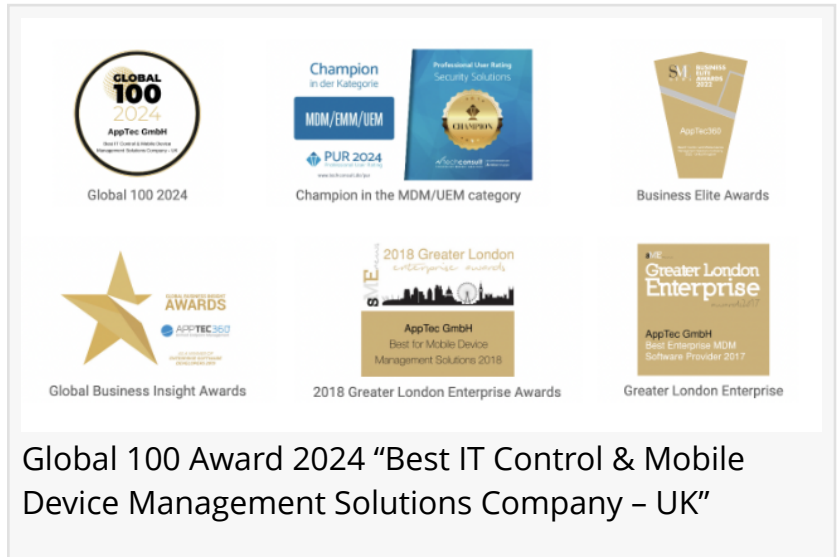 GLOBAL
100
2024
AppTec GmbH
Best IT Control & Mobile Device
Management Solutions Company - UK
Global 100 2024
Champion
in der Kategorie
MDM/EMM/UEM
PUR 2024
Professional User Rating
Professional User Rating
Security Solutions
CHAMPION
techconsult
Champion in the MDM/UEM category
SME
BUSINESS
ELITE
AWARDS
2022
AppTec360
Business Elite Awards
GLOBAL BUSINESS INSIGHT
AWARDS
APPTEC360
Global Business Insight Awards
SME news
2018 Greater London
enterprise awards
AppTec GmbH
Best for Mobile Device
Management Solutions 2018
2018 Greater London Enterprise Awards
Greater London
Enterprise
awards2017
AppTec GmbH
Best Enterprise MDM
Software Provider 2017
Greater London Enterprise
Global 100 Award 2024 “Best IT Control & Mobile
Device Management Solutions Company – UK”